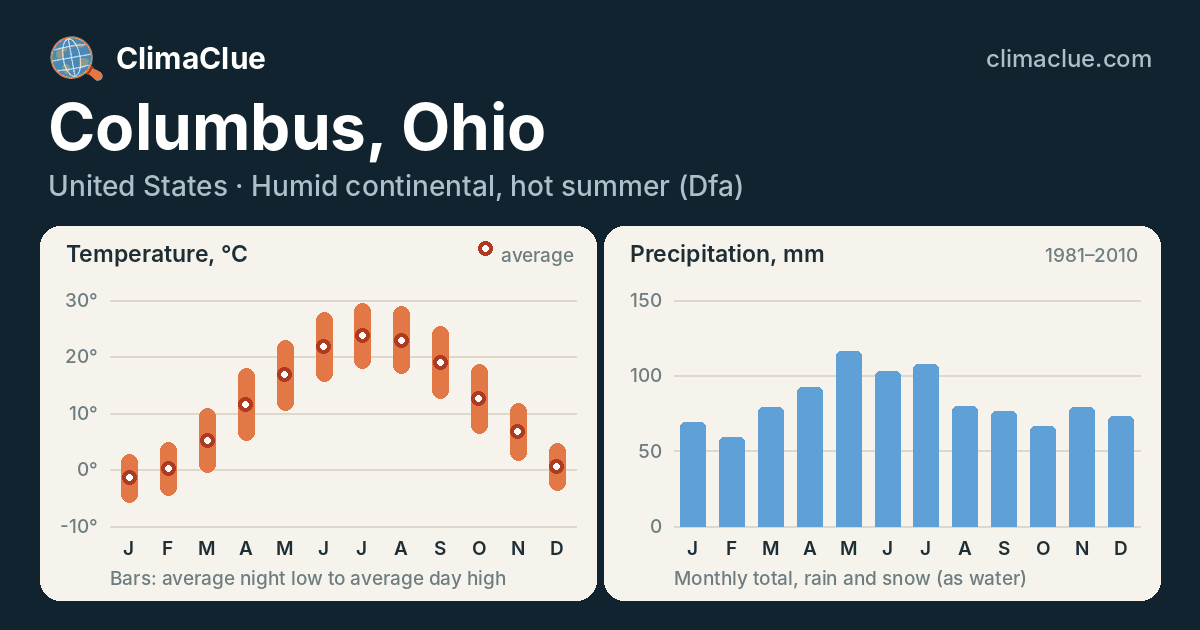 ClimaClue
climaclue.com
Columbus, Ohio
United States · Humid continental, hot summer (Dfa)
Temperature, °C
average
30°
20°
10°
0°
-10°
J F M A M J J A S O N D
Bars: average night low to average day high
Precipitation, mm
1981–2010
150
100
50
0
J F M A M J J A S O N D
Monthly total, rain and snow (as water)